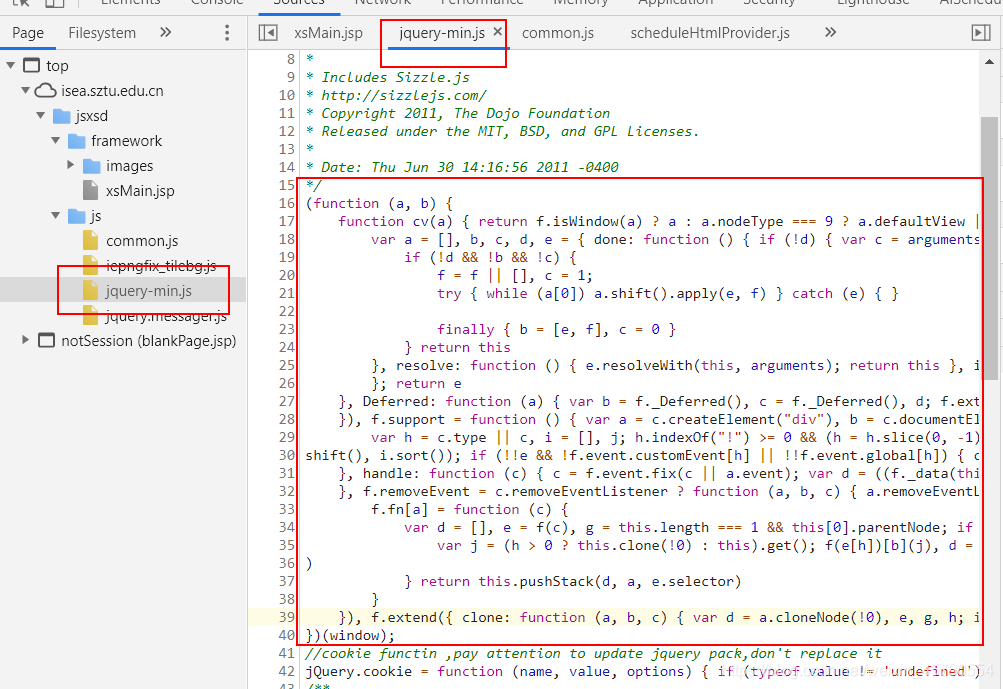 Elements Console Sources Network Performance Memory Application Security Lighthouse
Page Filesystem »
xsMain.jsp jquery-min.js × common.js scheduleHtmlProvider.js »
top
isea.sztu.edu.cn
jsxsd
framework
images
xsMain.jsp
js
common.js
iepngfix_tilebg.js
jquery-min.js
jquery.messager.js
notSession (blankPage.jsp)
8 *
9 * Includes Sizzle.js
10 * http://sizzlejs.com/
11 * Copyright 2011, The Dojo Foundation
12 * Released under the MIT, BSD, and GPL Licenses.
13 *
14 * Date: Thu Jun 30 14:16:56 2011 -0400
15 */
16 (function (a, b) {
17 function cv(a) { return f.isWindow(a) ? a : a.nodeType === 9 ? a.defaultView |
18 var a = [], b, c, d, e = { done: function () { if (!d) { var c = arguments
19 if (!d && !b && !c) {
20 f = f || [], c = 1;
21 try { while (a[0]) a.shift().apply(e, f) } catch (e) { }
22
23 finally { b = [e, f], c = 0 }
24 } return this
25 }, resolve: function () { e.resolveWith(this, arguments); return this }, i
26 }; return e
27 }, Deferred: function (a) { var b = f._Deferred(), c = f._Deferred(), d; f.ext
28 }), f.support = function () { var a = c.createElement("div"), b = c.documentEl
29 var h = c.type || c, i = [], j; h.indexOf("!") >= 0 && (h = h.slice(0, -1)
30 shift(), i.sort()); if (!!e && !f.event.customEvent[h] || !!f.event.global[h]) { c
31 }, handle: function (c) { c = f.event.fix(c || a.event); var d = ((f._data(thi
32 }, f.removeEvent = c.removeEventListener ? function (a, b, c) { a.removeEventL
33 f.fn[a] = function (c) {
34 var d = [], e = f(c), g = this.length === 1 && this[0].parentNode; if
35 var j = (h > 0 ? this.clone(!0) : this).get(); f(e[h])[b](j), d =
36 )
37 } return this.pushStack(d, a, e.selector)
38 }
39 }), f.extend({ clone: function (a, b, c) { var d = a.cloneNode(!0), e, g, h; i
40 })(window);
41 //cookie functin ,pay attention to update jquery pack,don't replace it
42 jQuery.cookie = function (name, value, options) { if (typeof value != 'undefined')
43 /**